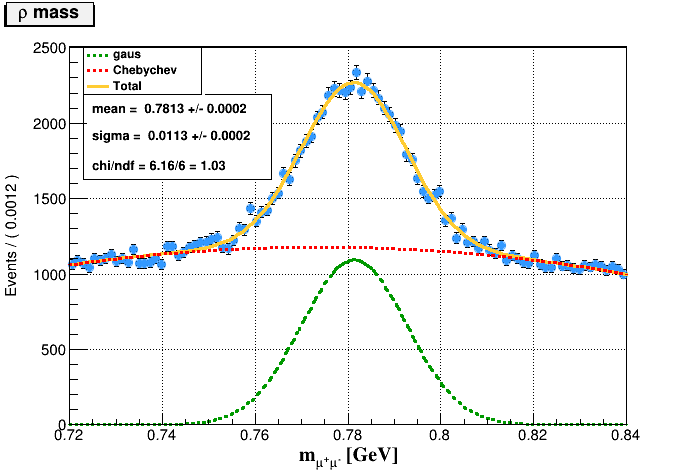 ρ mass
2500
2000
1500
1000
500
0
Events / ( 0.0012 )
gaus
Chebychev
Total
mean = 0.7813 +/- 0.0002
sigma = 0.0113 +/- 0.0002
chi/ndf = 6.16/6 = 1.03
0.72 0.74 0.76 0.78 0.8 0.82 0.84
mμ⁺μ⁻ [GeV]